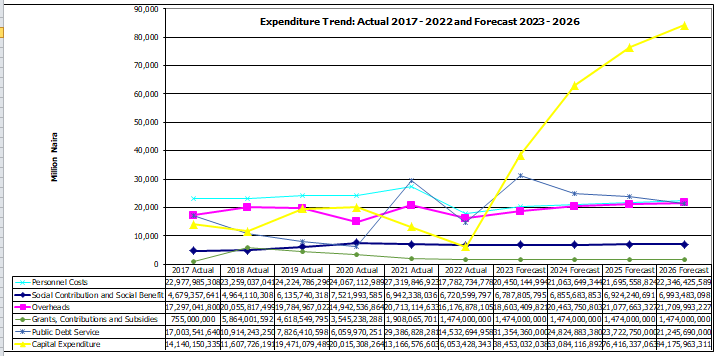 90,000
Expenditure Trend: Actual 2017 - 2022 and Forecast 2023 - 2026
80,000
70,000
60,000
50,000
40,000
30,000
20,000
10,000
0
Million Naira
2017 Actual 2018 Actual 2019 Actual 2020 Actual 2021 Actual 2022 Actual 2023 Forecast 2024 Forecast 2025 Forecast 2026 Forecast
Personnel Costs 22,977,985,308 23,259,037,041 24,224,786,296 24,067,112,989 27,319,846,923 17,782,734,778 20,450,144,994 21,063,649,344 21,695,558,824 22,346,425,589
Social Contribution and Social Benefit 4,679,357,641 4,964,110,308 6,135,740,318 7,521,993,585 6,942,338,036 6,720,599,797 6,787,805,795 6,855,683,853 6,924,240,691 6,993,483,098
Overheads 17,297,041,800 20,055,817,499 19,784,967,022 14,942,536,864 20,713,114,633 16,176,878,105 18,603,409,821 20,463,750,803 21,077,663,327 21,709,993,227
Grants, Contributions and Subsidies 755,000,000 5,864,001,592 4,618,549,795 3,545,238,288 1,908,065,701 1,474,000,000 1,474,000,000 1,474,000,000 1,474,000,000 1,474,000,000
Public Debt Service 17,003,541,640 10,914,243,250 7,826,410,598 6,059,970,251 29,386,828,281 14,532,694,958 31,354,360,000 24,824,883,380 23,722,750,000 21,245,690,000
Capital Expenditure 14,140,150,335 11,607,726,191 19,471,079,489 20,015,308,264 13,166,576,603 6,053,428,343 38,453,032,038 63,084,116,892 76,416,337,063 84,175,963,311